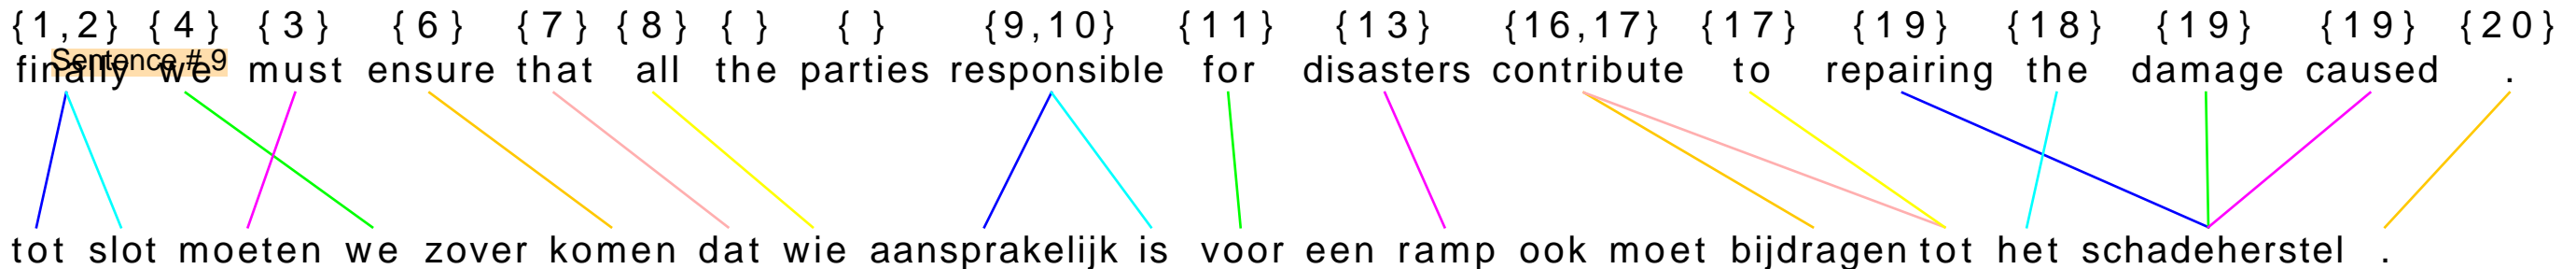 {1,2} {4} {3} {6} {7} {8} { } { } {9,10} {11} {13} {16,17} {17} {19} {18} {19} {19} {20}
Sentence # 9
finally we must ensure that all the parties responsible for disasters contribute to repairing the damage caused .
tot slot moeten we zover komen dat wie aansprakelijk is voor een ramp ook moet bijdragen tot het schadeherstel .